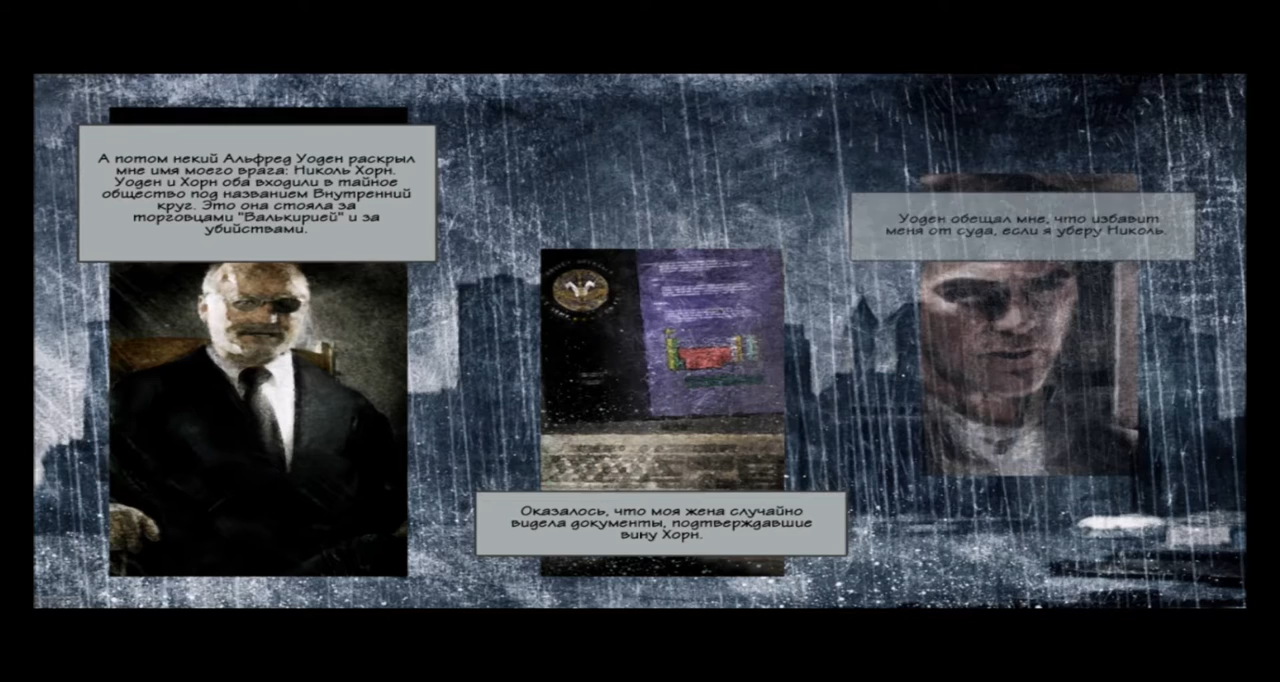 А потом некий Альфред Уоден раскрыл
мне имя моего врага: Николь Хорн.
Уоден и Хорн оба входили в тайное
общество под названием Внутренний
круг. Это она стояла за
торговцами "Валькирией" и за
убийствами.
Оказалось, что моя жена случайно
видела документы, подтверждавшие
вину Хорн.
Уоден обещал мне, что избавит
меня от суда, если я уберу Николь.